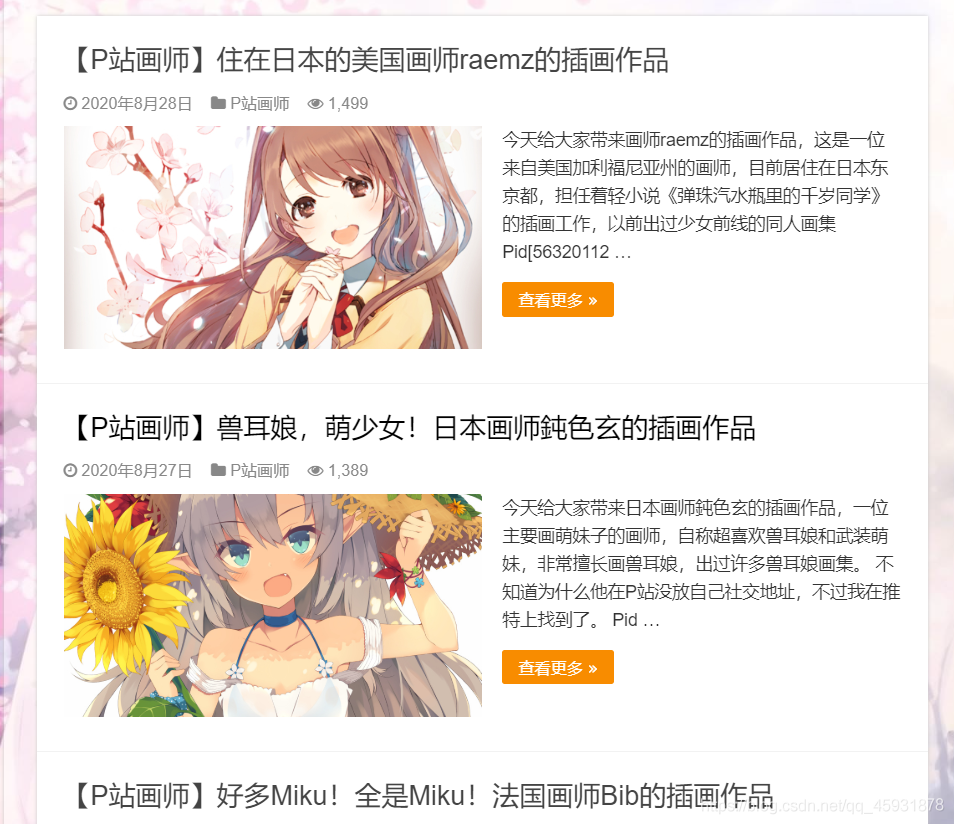 【P站画师】住在日本的美国画师raemz的插画作品
2020年8月28日 P站画师 1,499
今天给大家带来画师raemz的插画作品，这是一位
来自美国加利福尼亚州的画师，目前居住在日本东
京都，担任着轻小说《弹珠汽水瓶里的千岁同学》
的插画工作，以前出过少女前线的同人画集
Pid[56320112 …
查看更多 »
【P站画师】兽耳娘，萌少女！日本画师鈍色玄的插画作品
2020年8月27日 P站画师 1,389
今天给大家带来日本画师鈍色玄的插画作品，一位
主要画萌妹子的画师，自称超喜欢兽耳娘和武装萌
妹，非常擅长画兽耳娘，出过许多兽耳娘画集。 不
知道为什么他在P站没放自己社交地址，不过我在推
特上找到了。 Pid …
查看更多 »
【P站画师】好多Miku！全是Miku！法国画师Bib的插画作品
https://blog.csdn.net/qq_45931878